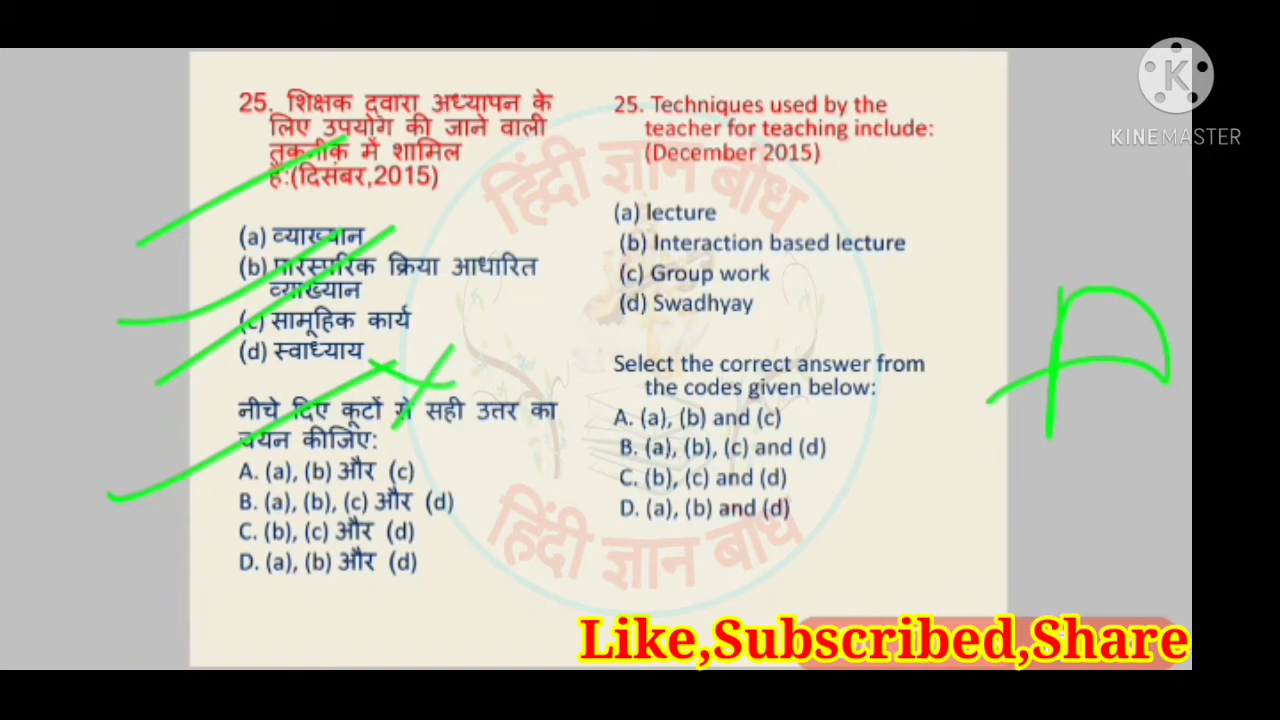 25. शिक्षक द्वारा अध्यापन के
लिए उपयोग की जाने वाली
तकनीक में शामिल
है:(दिसंबर,2015)
(a) व्याख्यान
(b) पारस्परिक क्रिया आधारित
व्याख्यान
(c) सामूहिक कार्य
(d) स्वाध्याय
नीचे दिए कूटों से सही उत्तर का
चयन कीजिए:
A. (a), (b) और (c)
B. (a), (b), (c) और (d)
C. (b), (c) और (d)
D. (a), (b) और (d)
25. Techniques used by the
teacher for teaching include:
(December 2015)
(a) lecture
(b) Interaction based lecture
(c) Group work
(d) Swadhyay
Select the correct answer from
the codes given below:
A. (a), (b) and (c)
B. (a), (b), (c) and (d)
C. (b), (c) and (d)
D. (a), (b) and (d)
हिंदी ज्ञान बोध
हिंदी ज्ञान बोध
K
KINEMASTER
A
Like,Subscribed,Share